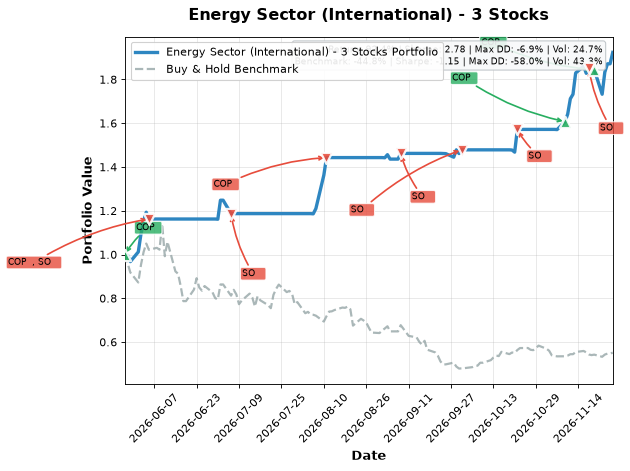 Energy Sector (International) - 3 Stocks
COP
Energy Sector (International) - 3 Stocks Portfolio
2.78 | Max DD: -6.9% | Vol: 24.7%
Buy & Hold Benchmark
Benchmark: -44.8% | Sharpe: -1.15 | Max DD: -58.0% | Vol: 43.3%
COP
SO
SO
COP
SO
SO
COP
COP , SO
SO
Portfolio Value
1.8
1.6
1.4
1.2
1.0
0.8
0.6
2026-06-07
2026-06-23
2026-07-09
2026-07-25
2026-08-10
2026-08-26
2026-09-11
2026-09-27
2026-10-13
2026-10-29
2026-11-14
Date